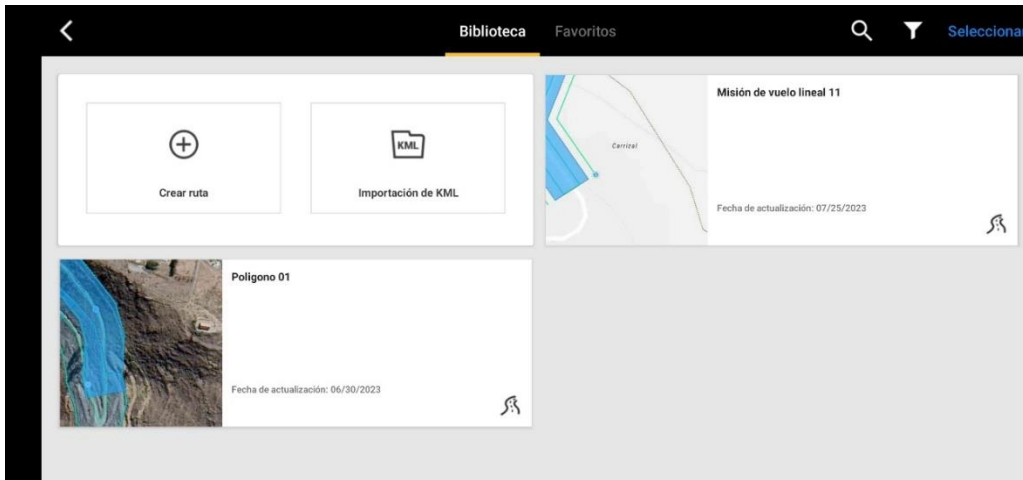 Biblioteca
Favoritos
Seleccionar
Crear ruta
KML
Importación de KML
Misión de vuelo lineal 11
Carrizal
Fecha de actualización: 07/25/2023
Poligono 01
Fecha de actualización: 06/30/2023